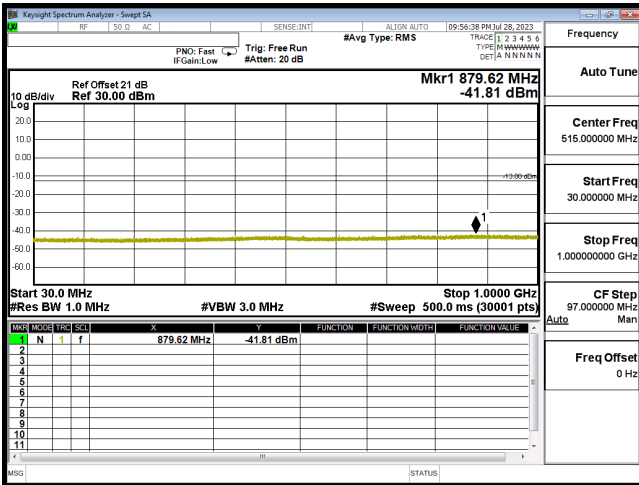 Keysight Spectrum Analyzer - Swept SA
RF 50 Ω AC SENSE:INT ALIGN AUTO 09:56:38 PM Jul 28, 2023
#Avg Type: RMS TRACE 1 2 3 4 5 6
PNO: Fast Trig: Free Run TYPE M WWWWW
IFGain:Low #Atten: 20 dB DET A N N N N N
Frequency
Auto Tune
Center Freq
515.000000 MHz
Start Freq
30.000000 MHz
Stop Freq
1.000000000 GHz
CF Step
97.000000 MHz
Auto Man
Freq Offset
0 Hz
Mkr1 879.62 MHz
-41.81 dBm
Ref Offset 21 dB
10 dB/div Ref 30.00 dBm
Log
20.0
10.0
0.00
-10.0
-13.00 dBm
-20.0
-30.0
1
-40.0
-50.0
-60.0
Start 30.0 MHz Stop 1.0000 GHz
#Res BW 1.0 MHz #VBW 3.0 MHz #Sweep 500.0 ms (30001 pts)
MKR MODE TRC SCL X Y FUNCTION FUNCTION WIDTH FUNCTION VALUE
1 N 1 f 879.62 MHz -41.81 dBm
2
3
4
5
6
7
8
9
10
11
MSG STATUS